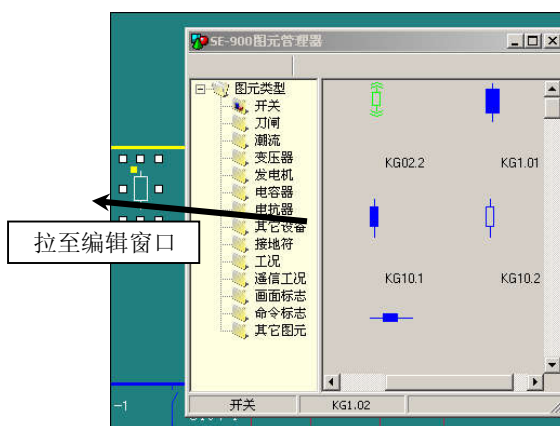 SE-900图元管理器
图元类型
开关
刀闸
潮流
变压器
发电机
电容器
电抗器
其它设备
接地符
工况
遥信工况
画面标志
命令标志
其它图元
KG02.2
KG1.01
KG10.1
KG10.2
拉至编辑窗口
-1
开关
KG1.02